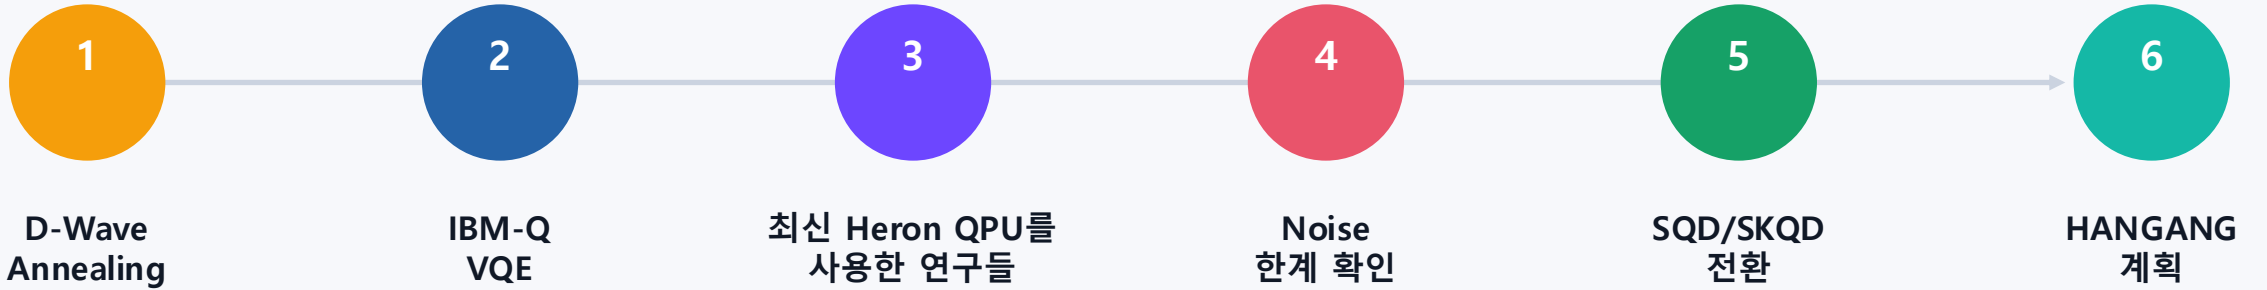 1
2
3
4
5
6
D-Wave
Annealing
IBM-Q
VQE
최신 Heron QPU를
사용한 연구들
Noise
한계 확인
SQD/SKQD
전환
HANGANG
계획